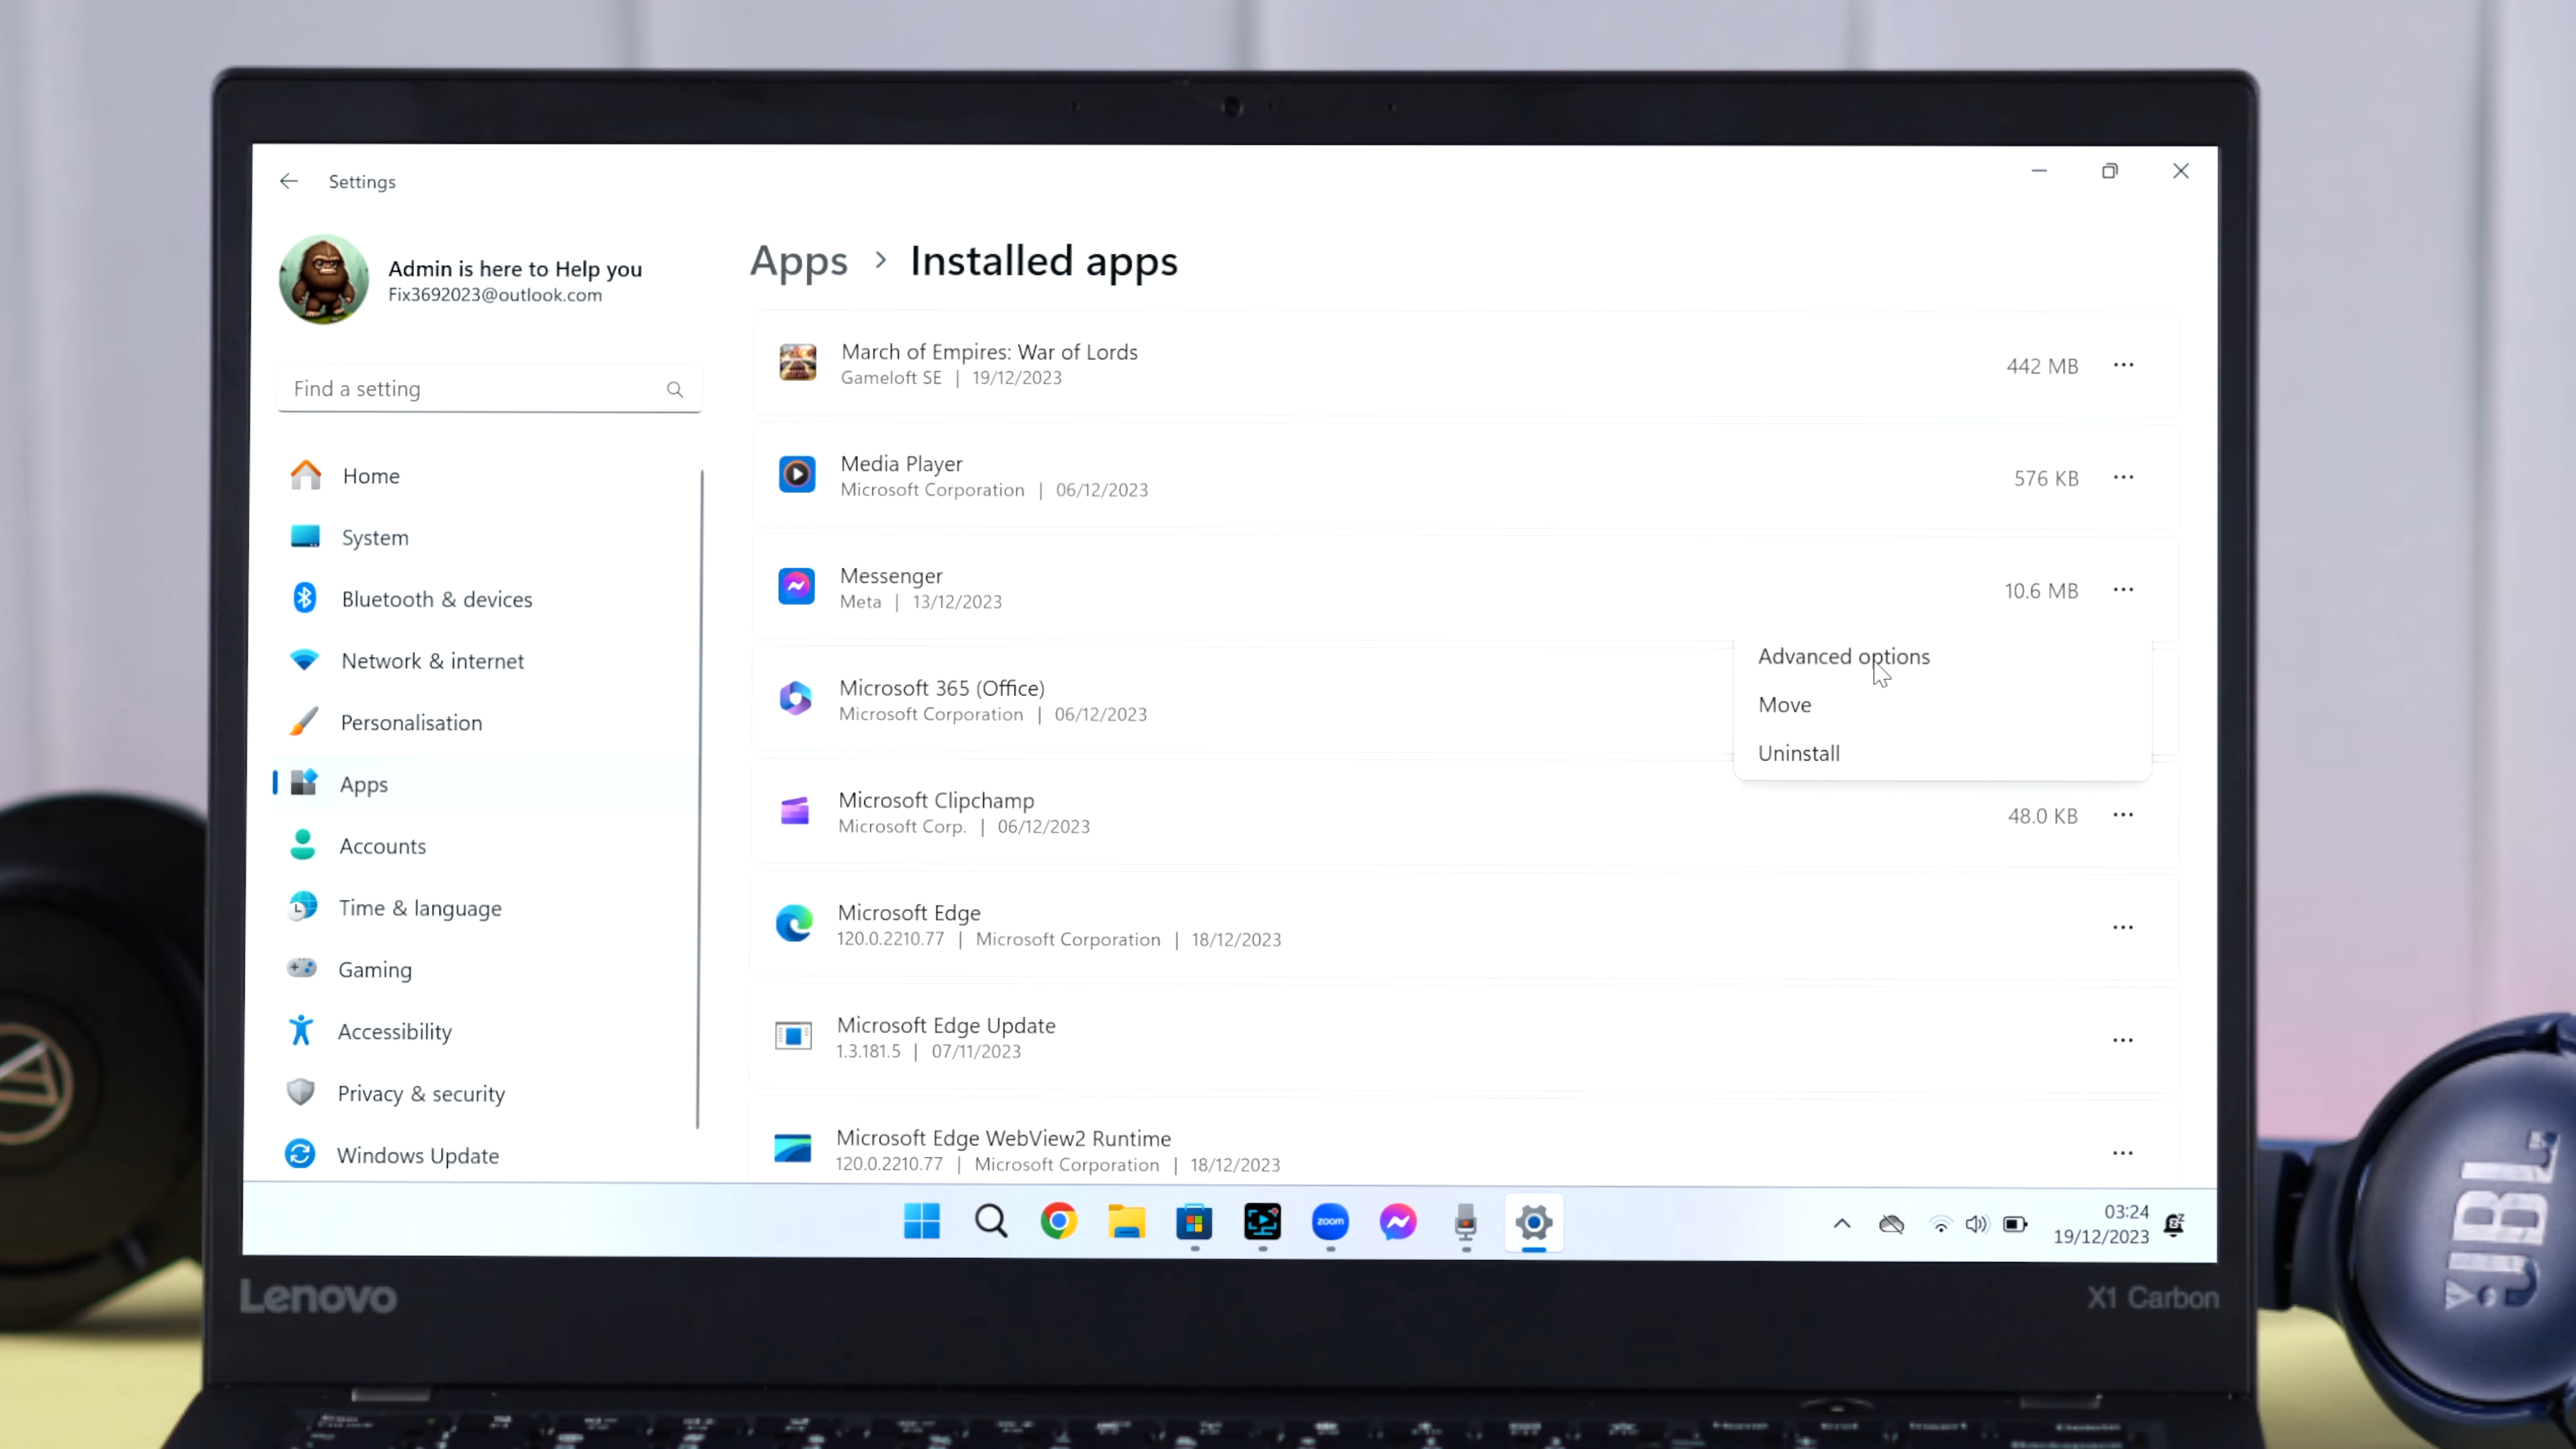 Settings
Admin is here to Help you
Fix3692023@outlook.com
Find a setting
Home
System
Bluetooth & devices
Network & internet
Personalisation
Apps
Accounts
Time & language
Gaming
Accessibility
Privacy & security
Windows Update
Apps > Installed apps
March of Empires: War of Lords
Gameloft SE | 19/12/2023
442 MB
Media Player
Microsoft Corporation | 06/12/2023
576 KB
Messenger
Meta | 13/12/2023
10.6 MB
Advanced options
Move
Uninstall
Microsoft 365 (Office)
Microsoft Corporation | 06/12/2023
Microsoft Clipchamp
Microsoft Corp. | 06/12/2023
48.0 KB
Microsoft Edge
120.0.2210.77 | Microsoft Corporation | 18/12/2023
Microsoft Edge Update
1.3.181.5 | 07/11/2023
Microsoft Edge WebView2 Runtime
120.0.2210.77 | Microsoft Corporation | 18/12/2023
zoom
03:24
19/12/2023
Lenovo
X1 Carbon
JBL